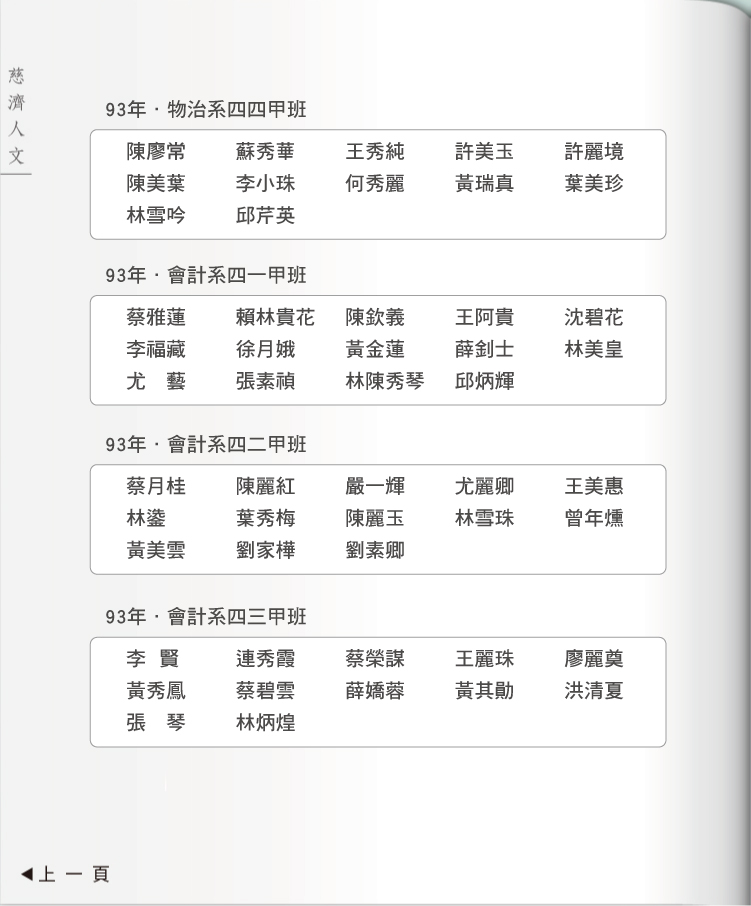 慈濟人文
93年‧物治系四四甲班
陳廖常 蘇秀華 王秀純 許美玉 許麗境
陳美葉 李小珠 何秀麗 黃瑞真 葉美珍
林雪吟 邱芹英
93年‧會計系四一甲班
蔡雅蓮 賴林貴花 陳欽義 王阿貴 沈碧花
李福藏 徐月娥 黃金蓮 薛釗士 林美皇
尤 藝 張素禎 林陳秀琴 邱炳輝
93年‧會計系四二甲班
蔡月桂 陳麗紅 嚴一輝 尤麗卿 王美惠
林鍌 葉秀梅 陳麗玉 林雪珠 曾年燻
黃美雲 劉家樺 劉素卿
93年‧會計系四三甲班
李 賢 連秀霞 蔡榮謀 王麗珠 廖麗奠
黃秀鳳 蔡碧雲 薛嬌蓉 黃其勛 洪清夏
張 琴 林炳煌
◀上一頁